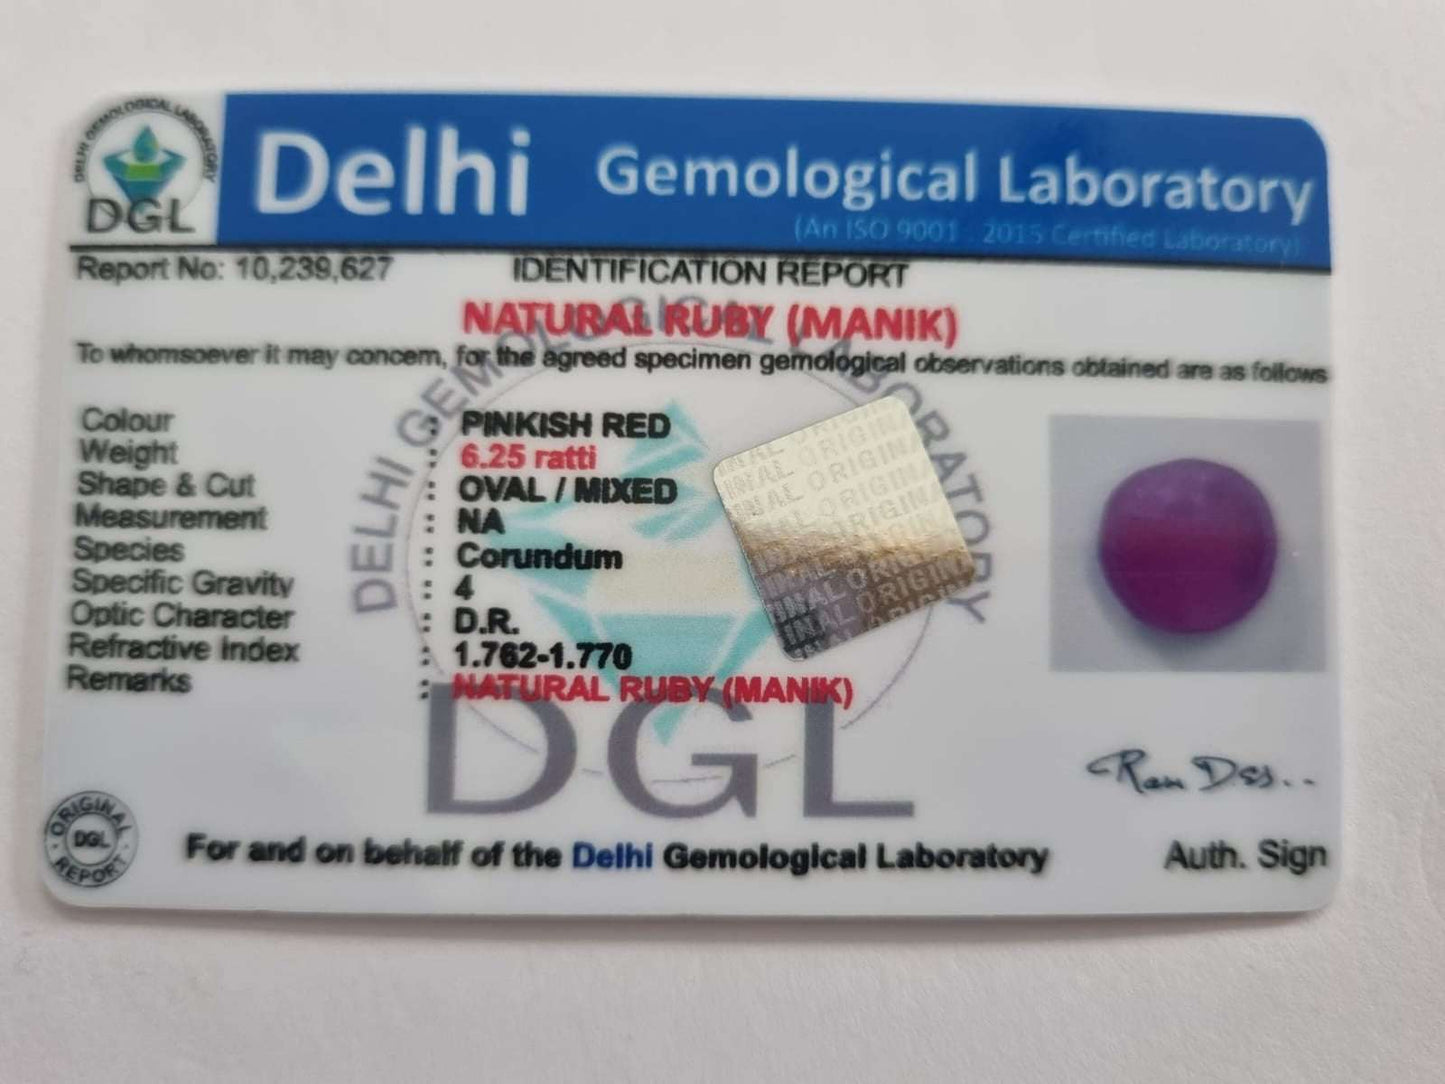 DELHI GEMOLOGICAL LABORATORY
DGL
Delhi Gemological Laboratory
(An ISO 9001 : 2015 Certified Laboratory)
Report No: 10,239,627 IDENTIFICATION REPORT
NATURAL RUBY (MANIK)
To whomsoever it may concern, for the agreed specimen gemological observations obtained are as follows
Colour : PINKISH RED
Weight : 6.25 ratti
Shape & Cut : OVAL / MIXED
Measurement : NA
Species : Corundum
Specific Gravity : 4
Optic Character : D.R.
Refractive Index : 1.762-1.770
Remarks : NATURAL RUBY (MANIK)
DELHI GEMOLOGICAL LABORATORY
DGL
ORIGINAL
DGL
REPORT
For and on behalf of the Delhi Gemological Laboratory
Auth. Sign